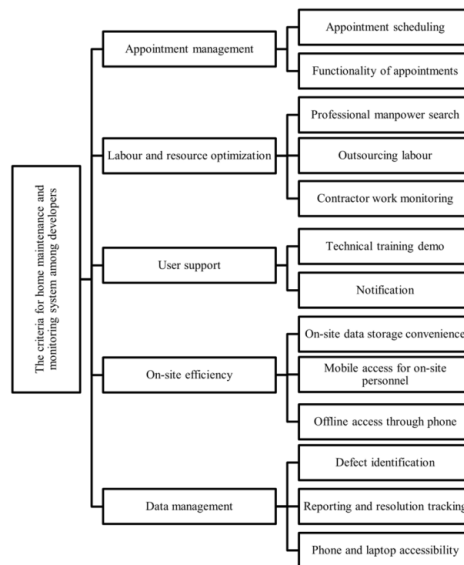 The criteria for home maintenance and
monitoring system among developers
Appointment management
Appointment scheduling
Functionality of appointments
Labour and resource optimization
Professional manpower search
Outsourcing labour
Contractor work monitoring
User support
Technical training demo
Notification
On-site efficiency
On-site data storage convenience
Mobile access for on-site
personnel
Offline access through phone
Data management
Defect identification
Reporting and resolution tracking
Phone and laptop accessibility